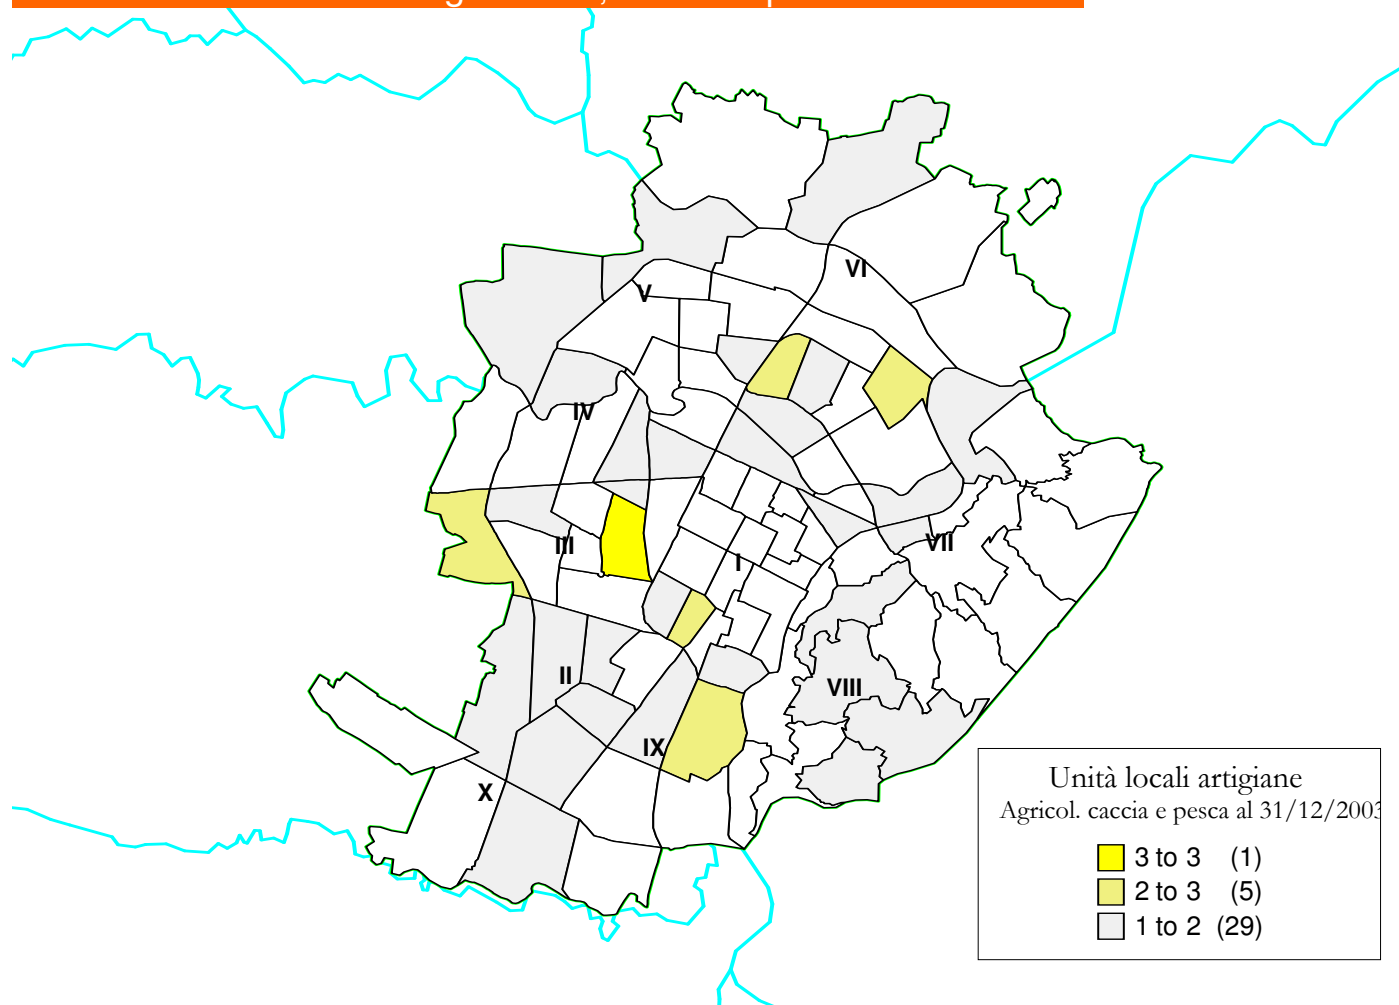 VI
V
IV
III
I
VII
II
VIII
IX
X
Unità locali artigiane
Agricol. caccia e pesca al 31/12/2003
3 to 3 (1)
2 to 3 (5)
1 to 2 (29)